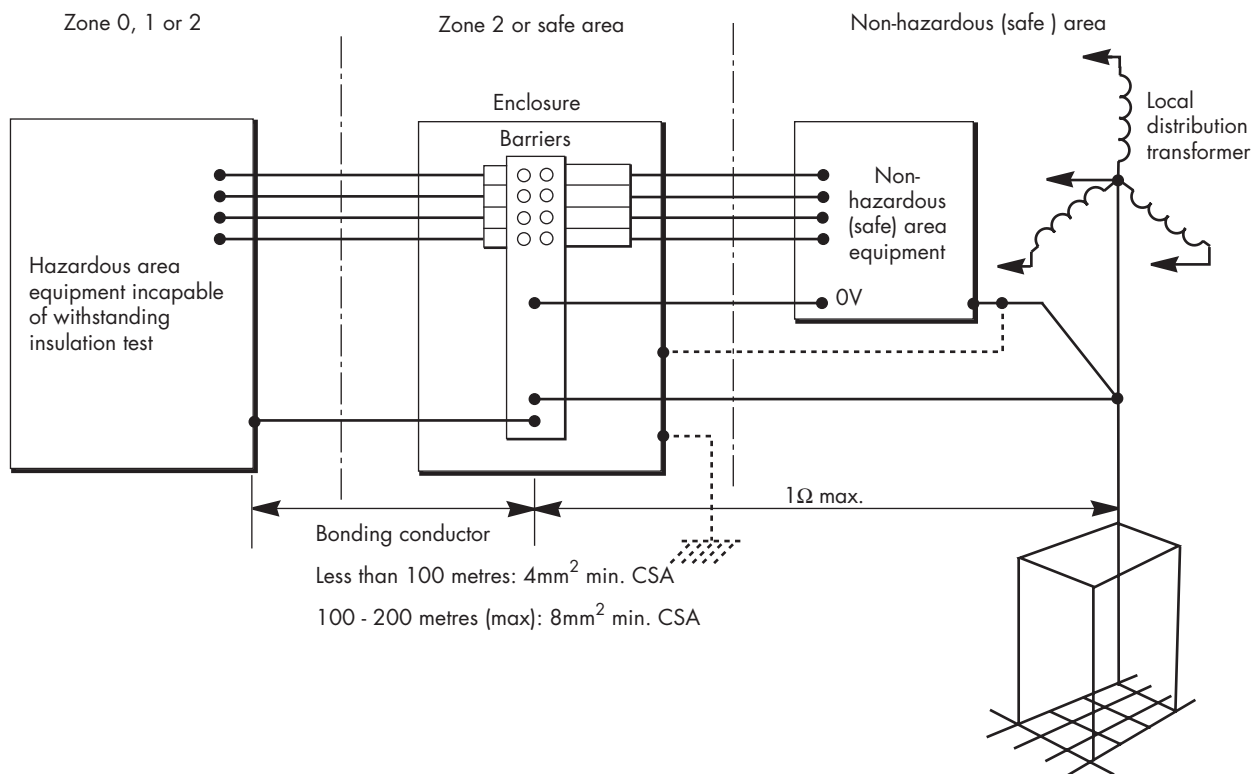 Zone 0, 1 or 2
Zone 2 or safe area
Non-hazardous (safe ) area
Enclosure
Barriers
Local
distribution
transformer
Non-
hazardous
(safe) area
equipment
Hazardous area
equipment incapable
of withstanding
insulation test
0V
1Ω max.
Bonding conductor
Less than 100 metres: 4mm² min. CSA
100 - 200 metres (max): 8mm² min. CSA